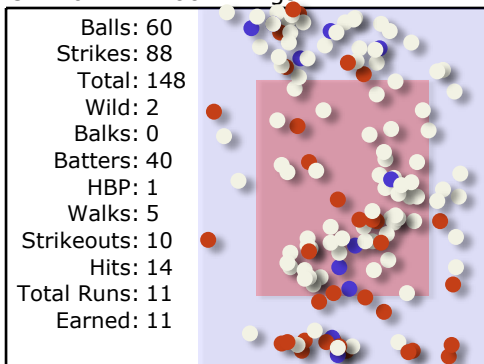 Balls: 60
Strikes: 88
Total: 148
Wild: 2
Balks: 0
Batters: 40
HBP: 1
Walks: 5
Strikeouts: 10
Hits: 14
Total Runs: 11
Earned: 11